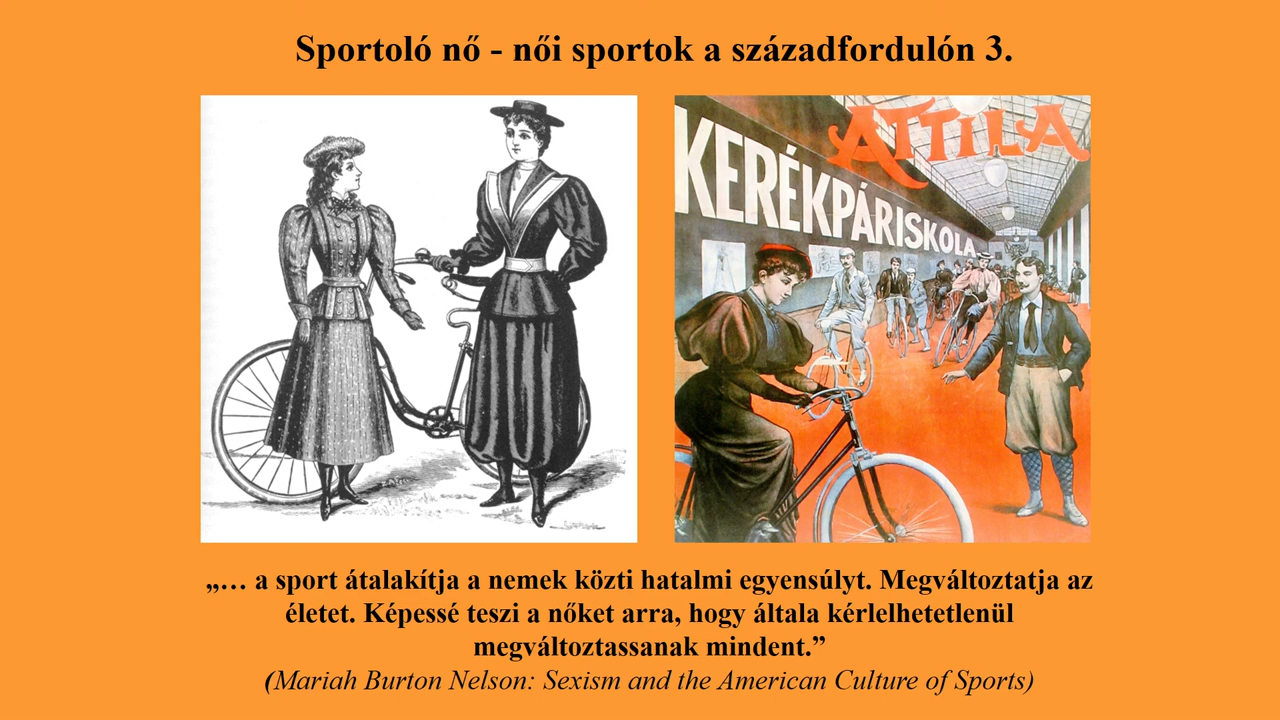 Sportoló nő - női sportok a századfordulón 3.
ATTILA
KERÉKPÁRISKOLA
„… a sport átalakítja a nemek közti hatalmi egyensúlyt. Megváltoztatja az
életet. Képessé teszi a nőket arra, hogy általa kérlelhetetlenül
megváltoztassanak mindent.”
(Mariah Burton Nelson: Sexism and the American Culture of Sports)